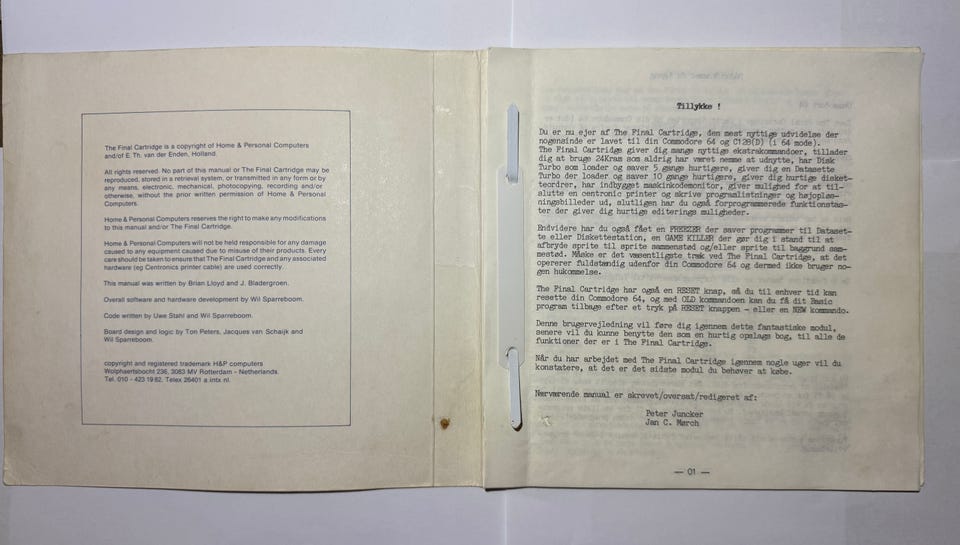 The Final Cartridge is a copyright of Home & Personal Computers
and/of E. Th. van der Enden, Holland.
All rights reserved. No part of this manual or The Final Cartridge may be
reproduced, stored in a retrieval system, or transmitted in any form or by
any means, electronic, mechanical, photocopying, recording and/or
otherwise, without the prior written permission of Home & Personal
Computers.
Home & Personal Computers reserves the right to make any modifications
to this manual and/or The Final Cartridge.
Home & Personal Computers will not be held responsible for any damage
caused to any equipment caused due to misuse of their products. Every
care should be taken to ensure that The Final Cartridge and any associated
hardware (eg Centronics printer cable) are used correctly.
This manual was written by Brian Lloyd and J. Bladergroen.
Overall software and hardware development by Wil Sparreboom.
Code written by Uwe Stahl and Wil Sparreboom.
Board design and logic by Ton Peters, Jacques van Schaijk and
Wil Sparreboom.
copyright and registered trademark H&P computers
Wolphaertsbocht 236, 3083 MV Rotterdam - Netherlands.
Tel. 010 - 423 19 82. Telex 26401 a intx nl.
Tillykke !
Du er nu ejer af The Final Cartridge, den mest nyttige udvidelse der
nogensinde er lavet til din Commodore 64 og C128(D) (i 64 mode).
The Final Cartridge giver dig mange nyttige ekstrakommandoer, tillader
dig at bruge 24Kram som aldrig har været nemme at udnytte, har Disk
Turbo som loader og saver 5 gange hurtigere, giver dig en Datasette
Turbo der loader og saver 10 gange hurtigere, giver dig hurtige disket-
teordrer, har indbygget maskinkodemonitor, giver mulighed for at til-
slutte en centronic printer og skrive programlistninger og højopløs-
ningsbilleder ud, slutligen har du også forprogrammerede funktionstas-
ter der giver dig hurtige editerings muligheder.
Endvidere har du også fået en FREEZER der saver programmer til Dataset-
te eller Diskettestation, en GAME KILLER der gør dig i stand til at
afbryde sprite til sprite sammenstød og/eller sprite til baggrund sam-
mestød. Måske er det væsentligste træk ved The Final Cartridge, at det
opererer fuldstændig udenfor din Commodore 64 og dermed ikke bruger no-
gen hukommelse.
The Final Cartridge har også en RESET knap, så du til enhver tid kan
resette din Commodore 64, og med OLD kommandoen kan du få dit Basic
program tilbage efter et tryk på RESET knappen - eller en NEW kommando.
Denne brugervejledning vil føre dig igennem dette fantastiske modul,
senere vil du kunne benytte den som en hurtig opslags bog, til alle de
funktioner der er i The Final Cartridge.
Når du har arbejdet med The Final Cartridge igennem nogle uger vil du
konstatere, at det er det sidste modul du behøver at købe.
Nærværende manual er skrevet/oversat/redigeret af:
Peter Juncker
Jan C. Mørch
— 01 —